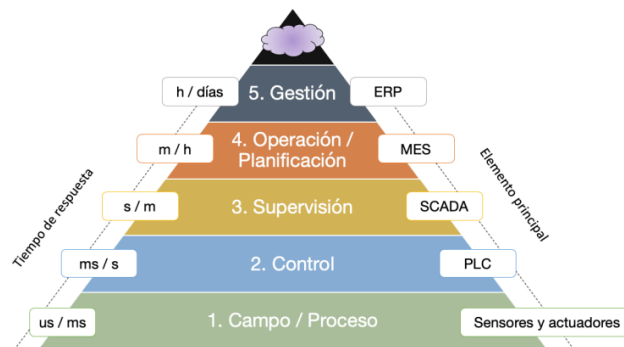 h / días
5. Gestión
ERP
m / h
4. Operación /
Planificación
MES
s / m
3. Supervisión
SCADA
ms / s
2. Control
PLC
us / ms
1. Campo / Proceso
Sensores y actuadores
Tiempo de respuesta
Elemento principal